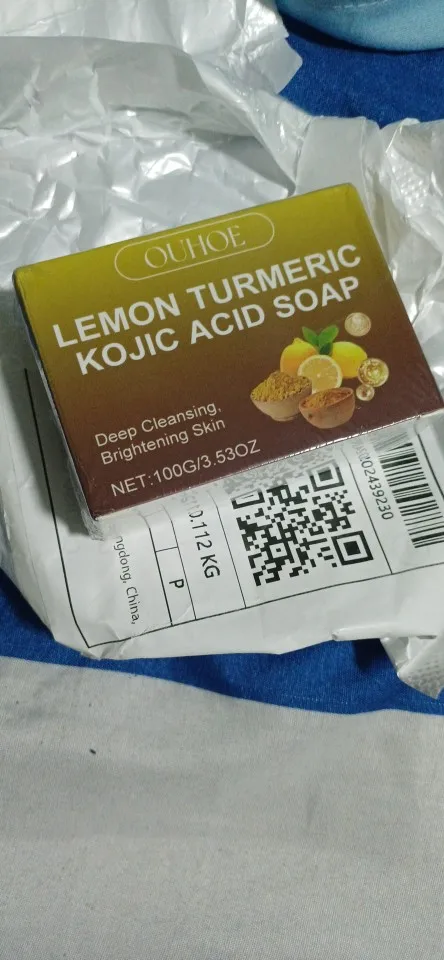 OUHOE
LEMON TURMERIC
KOJIC ACID SOAP
Deep Cleansing,
Brightening Skin
NET:100G/3.53OZ
0.112 KG
P
ngdong, China,
02439230